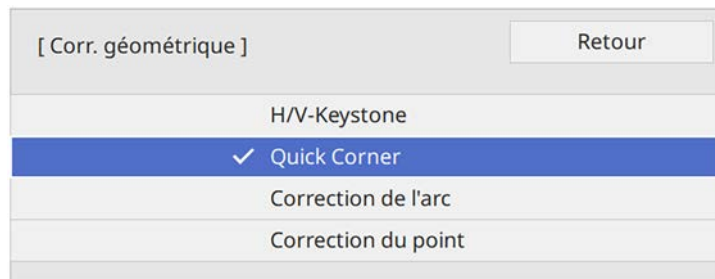 [ Corr. géométrique ]
Retour
H/V-Keystone
✓ Quick Corner
Correction de l'arc
Correction du point